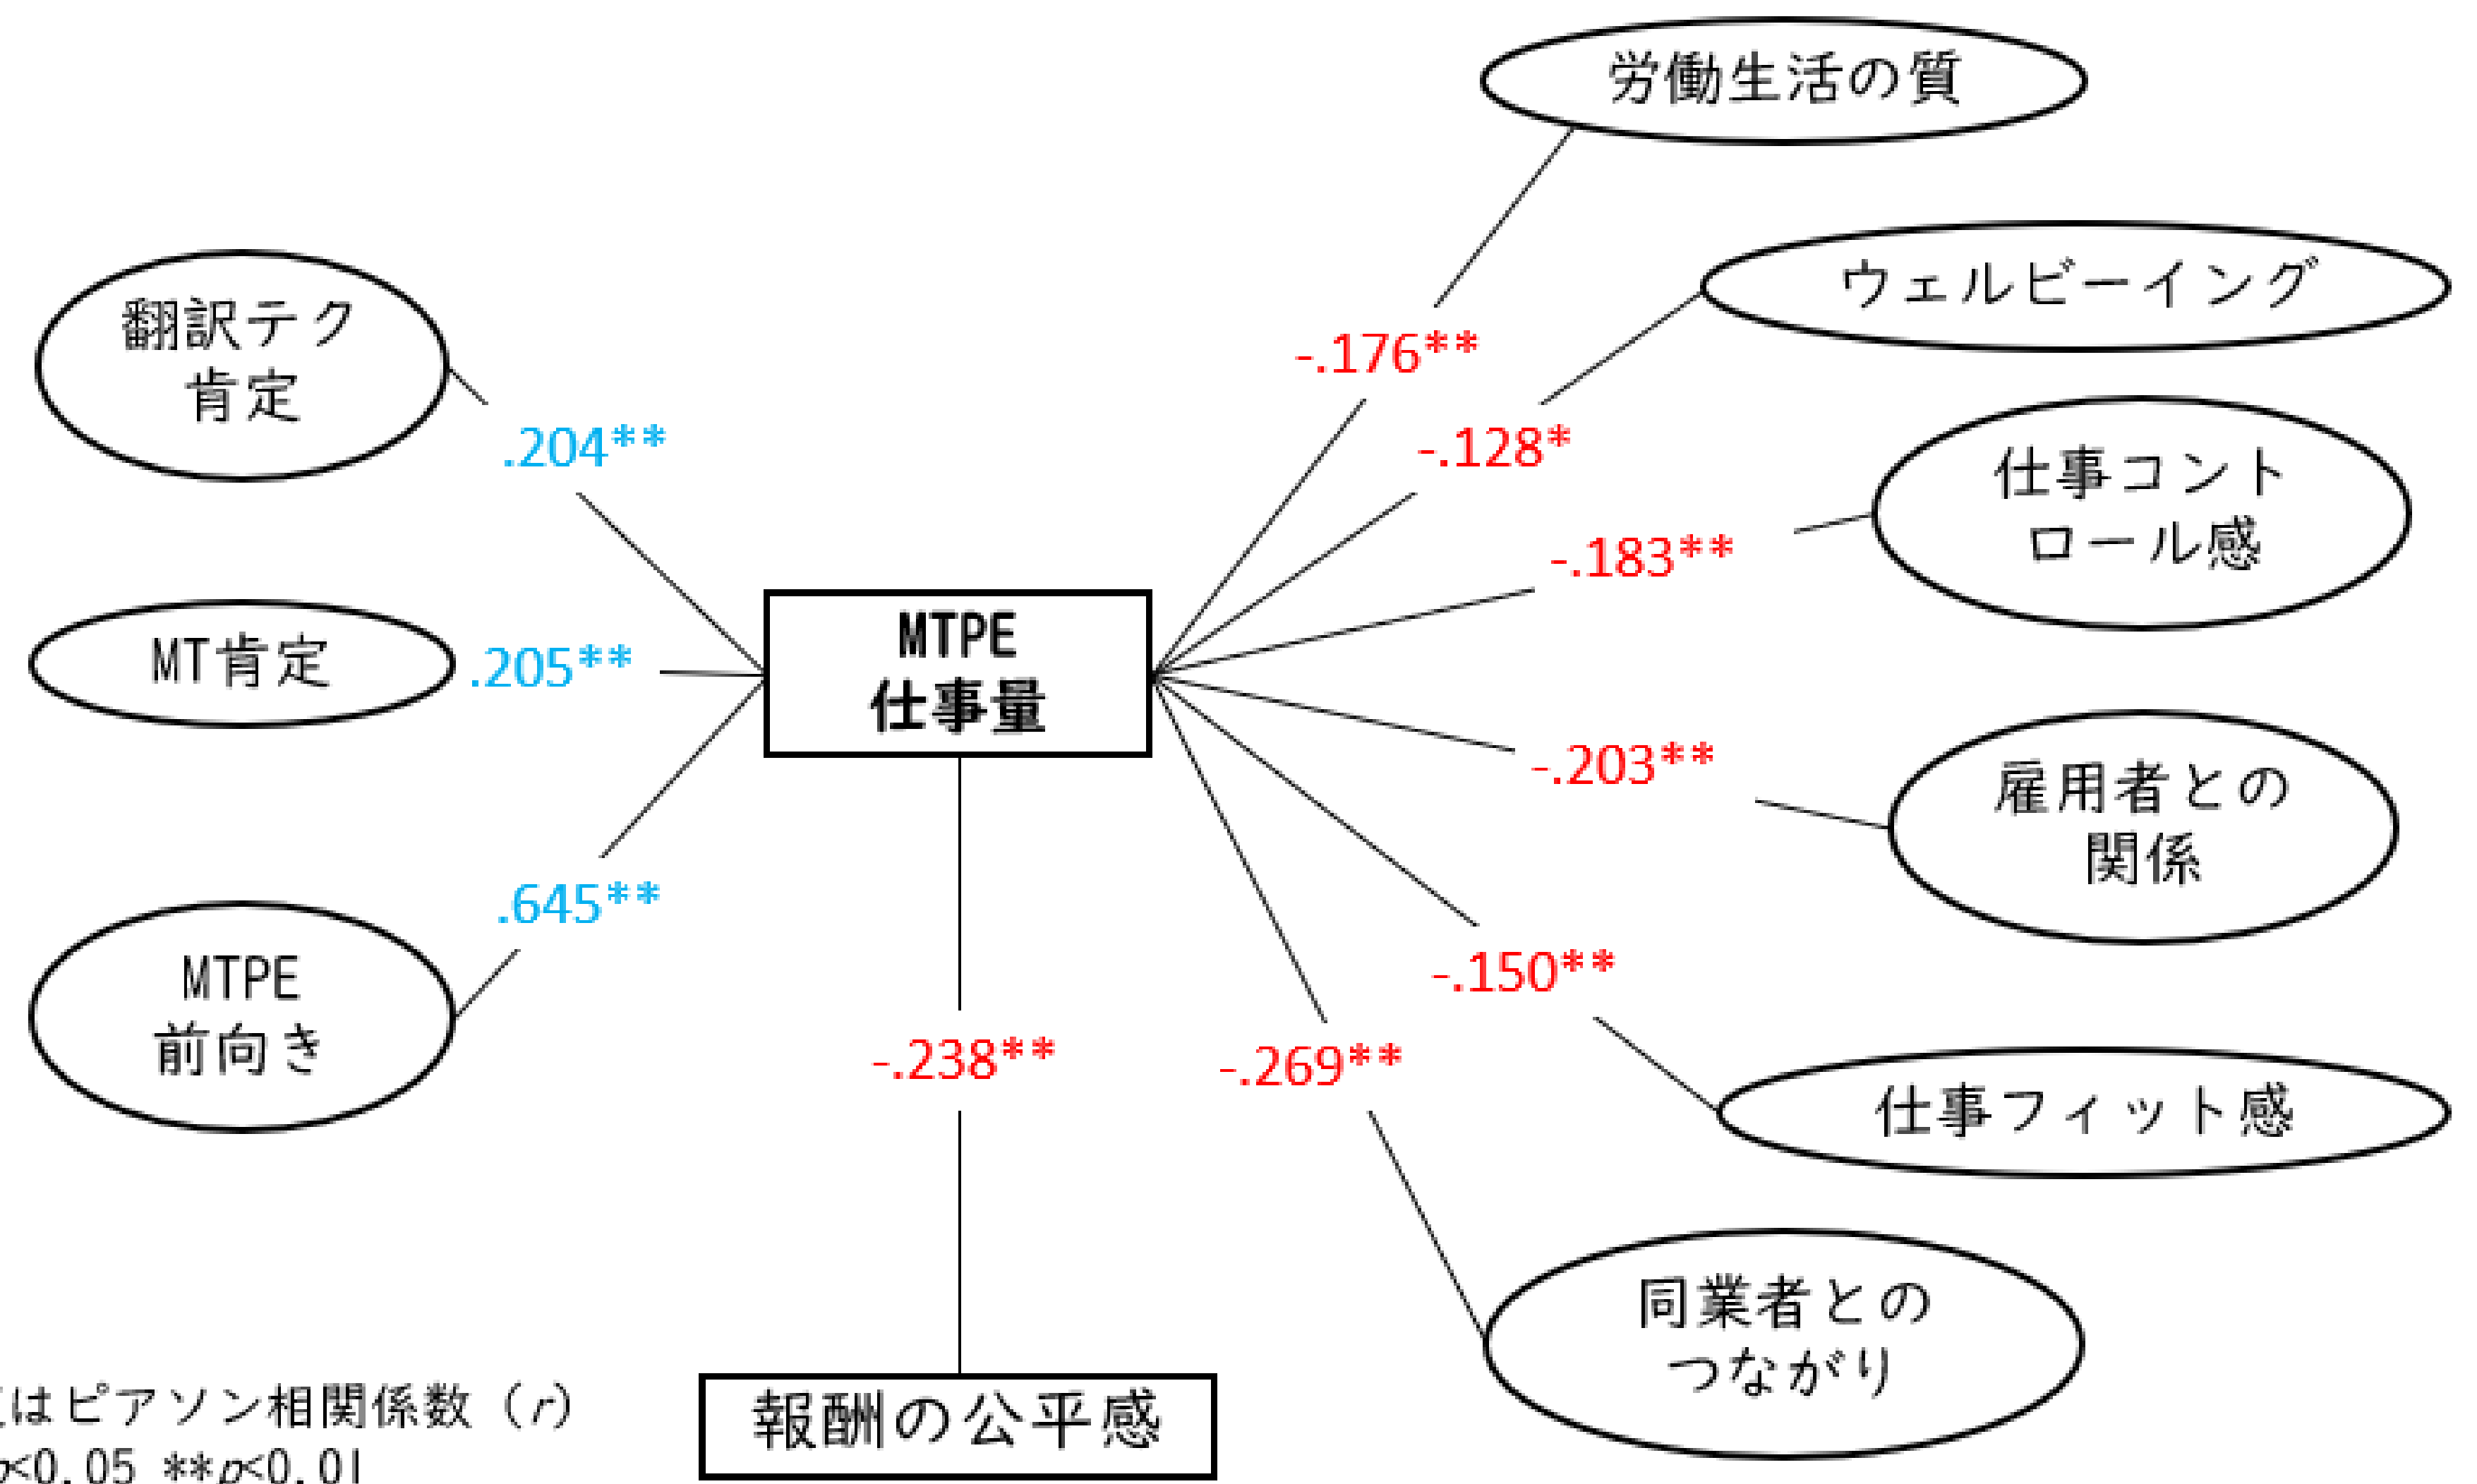 労働生活の質
ウェルビーイング
翻訳テク
肯定
-.176**
.204**
-.128*
仕事コント
ロール感
-.183**
MT肯定
.205**
MTPE
仕事量
-.203**
雇用者との
関係
.645**
MTPE
前向き
-.150**
-.238**
-.269**
仕事フィット感
同業者との
つながり
はピアソン相関係数（r）
p<0.05 **p<0.01
報酬の公平感